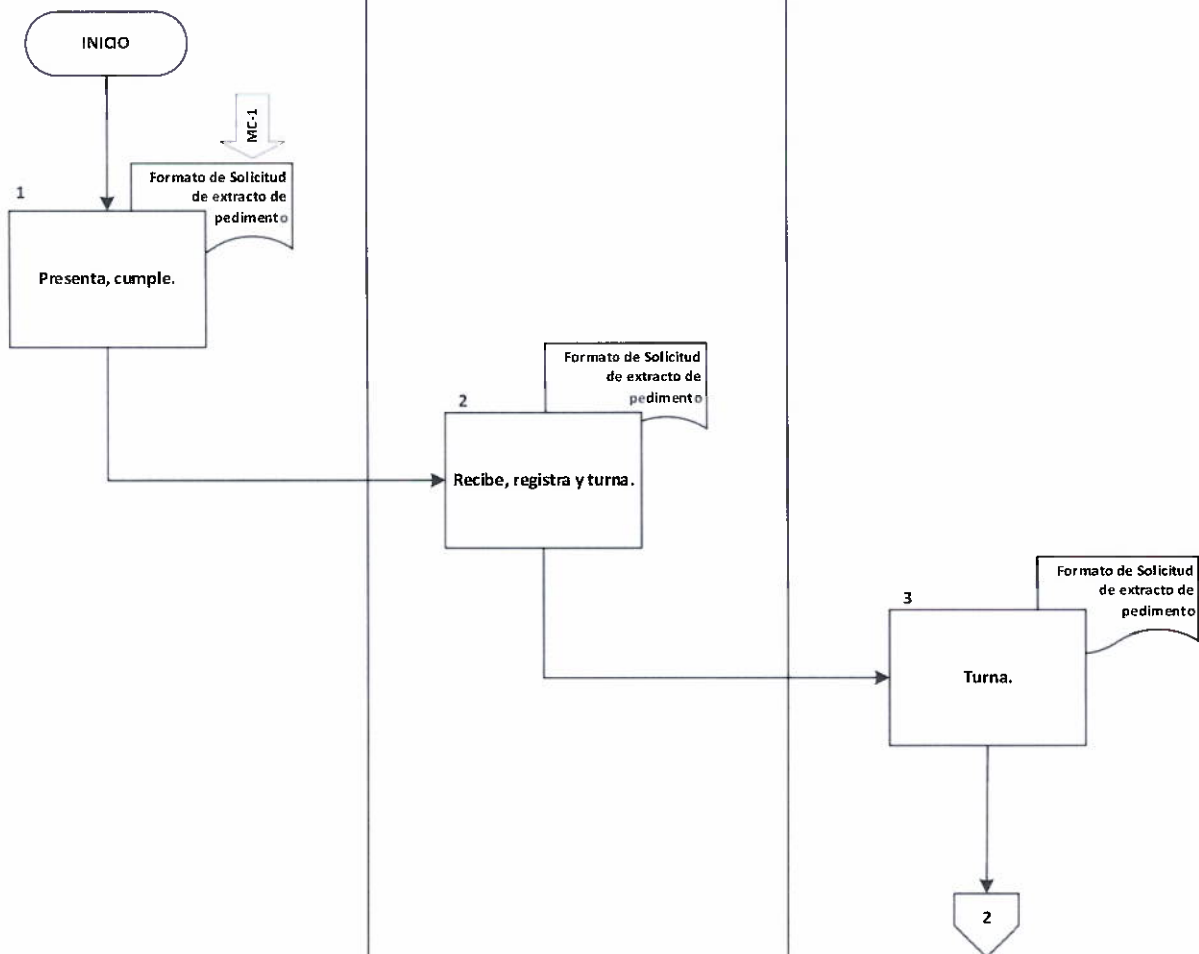 INICIO
MC-1
Formato de Solicitud
de extracto de
pedimento
1
Presenta, cumple.
Formato de Solicitud
de extracto de
pedimento
2
Recibe, registra y turna.
Formato de Solicitud
de extracto de
pedimento
3
Turna.
2